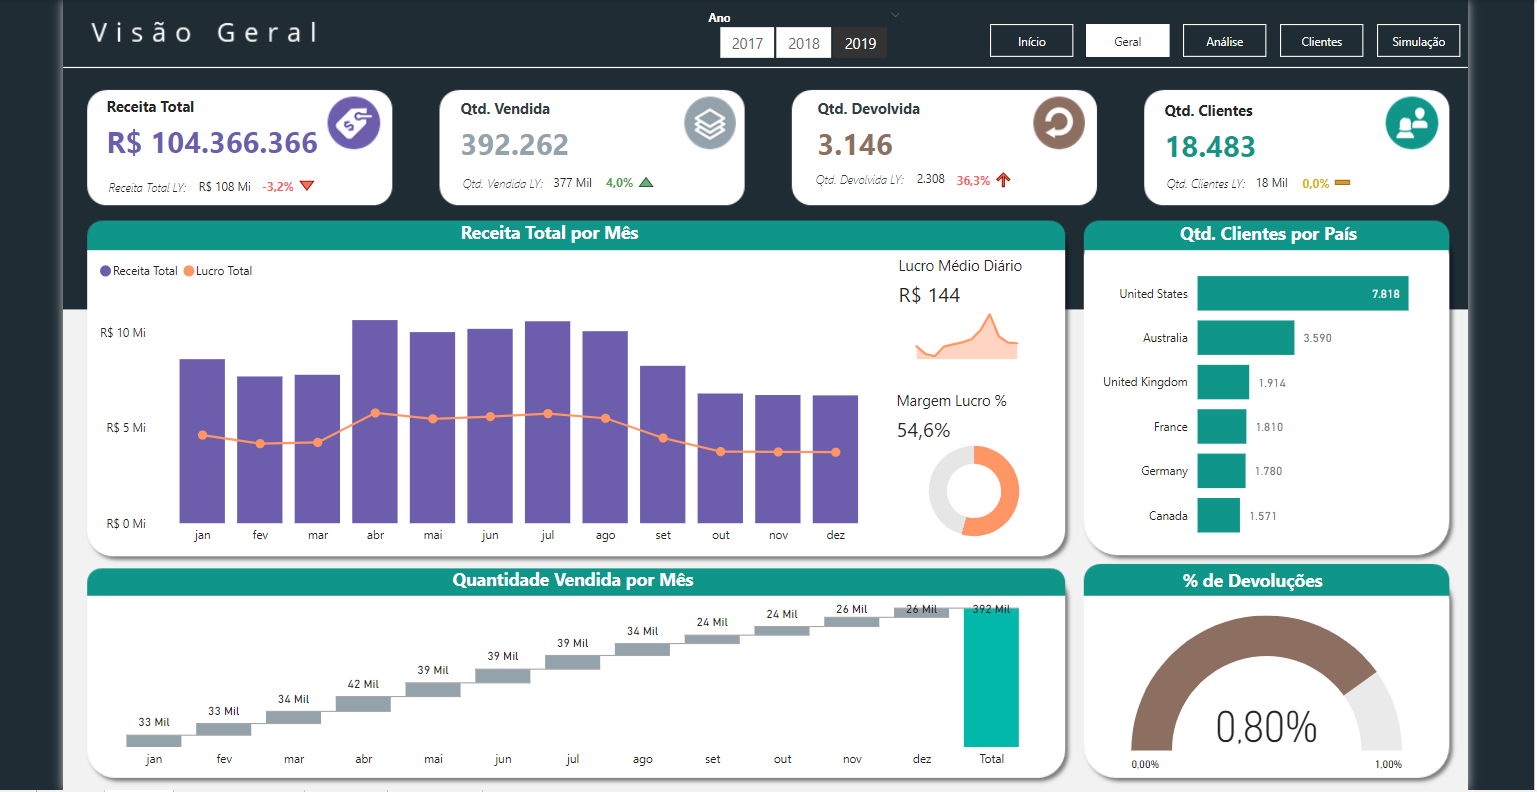 Visão Geral
Ano
2017
2018
2019
Início
Geral
Análise
Clientes
Simulação
Receita Total
R$ 104.366.366
Receita Total LY: R$ 108 Mi -3,2%
Qtd. Vendida
392.262
Qtd. Vendida LY: 377 Mil 4,0%
Qtd. Devolvida
3.146
Qtd. Devolvida LY: 2.308 36,3%
Qtd. Clientes
18.483
Qtd. Clientes LY: 18 Mil 0,0%
Receita Total por Mês
Receita Total Lucro Total
R$ 10 Mi
R$ 5 Mi
R$ 0 Mi
jan fev mar abr mai jun jul ago set out nov dez
Lucro Médio Diário
R$ 144
Margem Lucro %
54,6%
Qtd. Clientes por País
United States 7.818
Australia 3.590
United Kingdom 1.914
France 1.810
Germany 1.780
Canada 1.571
Quantidade Vendida por Mês
33 Mil 33 Mil 34 Mil 42 Mil 39 Mil 39 Mil 39 Mil 34 Mil 24 Mil 24 Mil 26 Mil 26 Mil 392 Mil
jan fev mar abr mai jun jul ago set out nov dez Total
% de Devoluções
0,80%
0,00% 1,00%